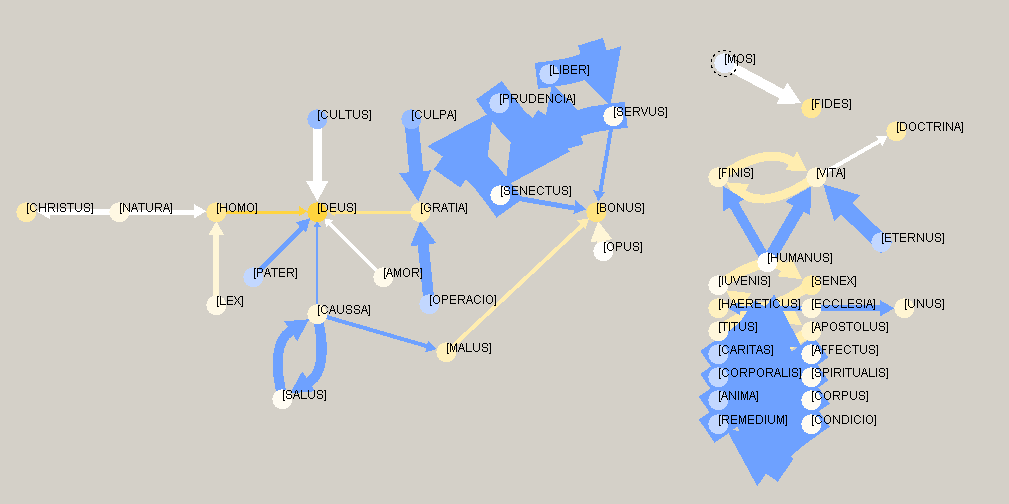 [MOS]
[LIBER]
[PRUDENCIA]
[FIDES]
[CULTUS]
[CULPA]
[SERVUS]
[DOCTRINA]
[FINIS]
[VITA]
[SENECTUS]
[CHRISTUS]
[NATURA]
[HOMO]
[DEUS]
[GRATIA]
[BONUS]
[ETERNUS]
[OPUS]
[HUMANUS]
[PATER]
[AMOR]
[IUVENIS]
[SENEX]
[LEX]
[CAUSSA]
[OPERACIO]
[HAERETICUS]
[ECCLESIA]
[UNUS]
[TITUS]
[APOSTOLUS]
[MALUS]
[CARITAS]
[AFFECTUS]
[CORPORALIS]
[SPIRITUALIS]
[SALUS]
[ANIMA]
[CORPUS]
[REMEDIUM]
[CONDICIO]